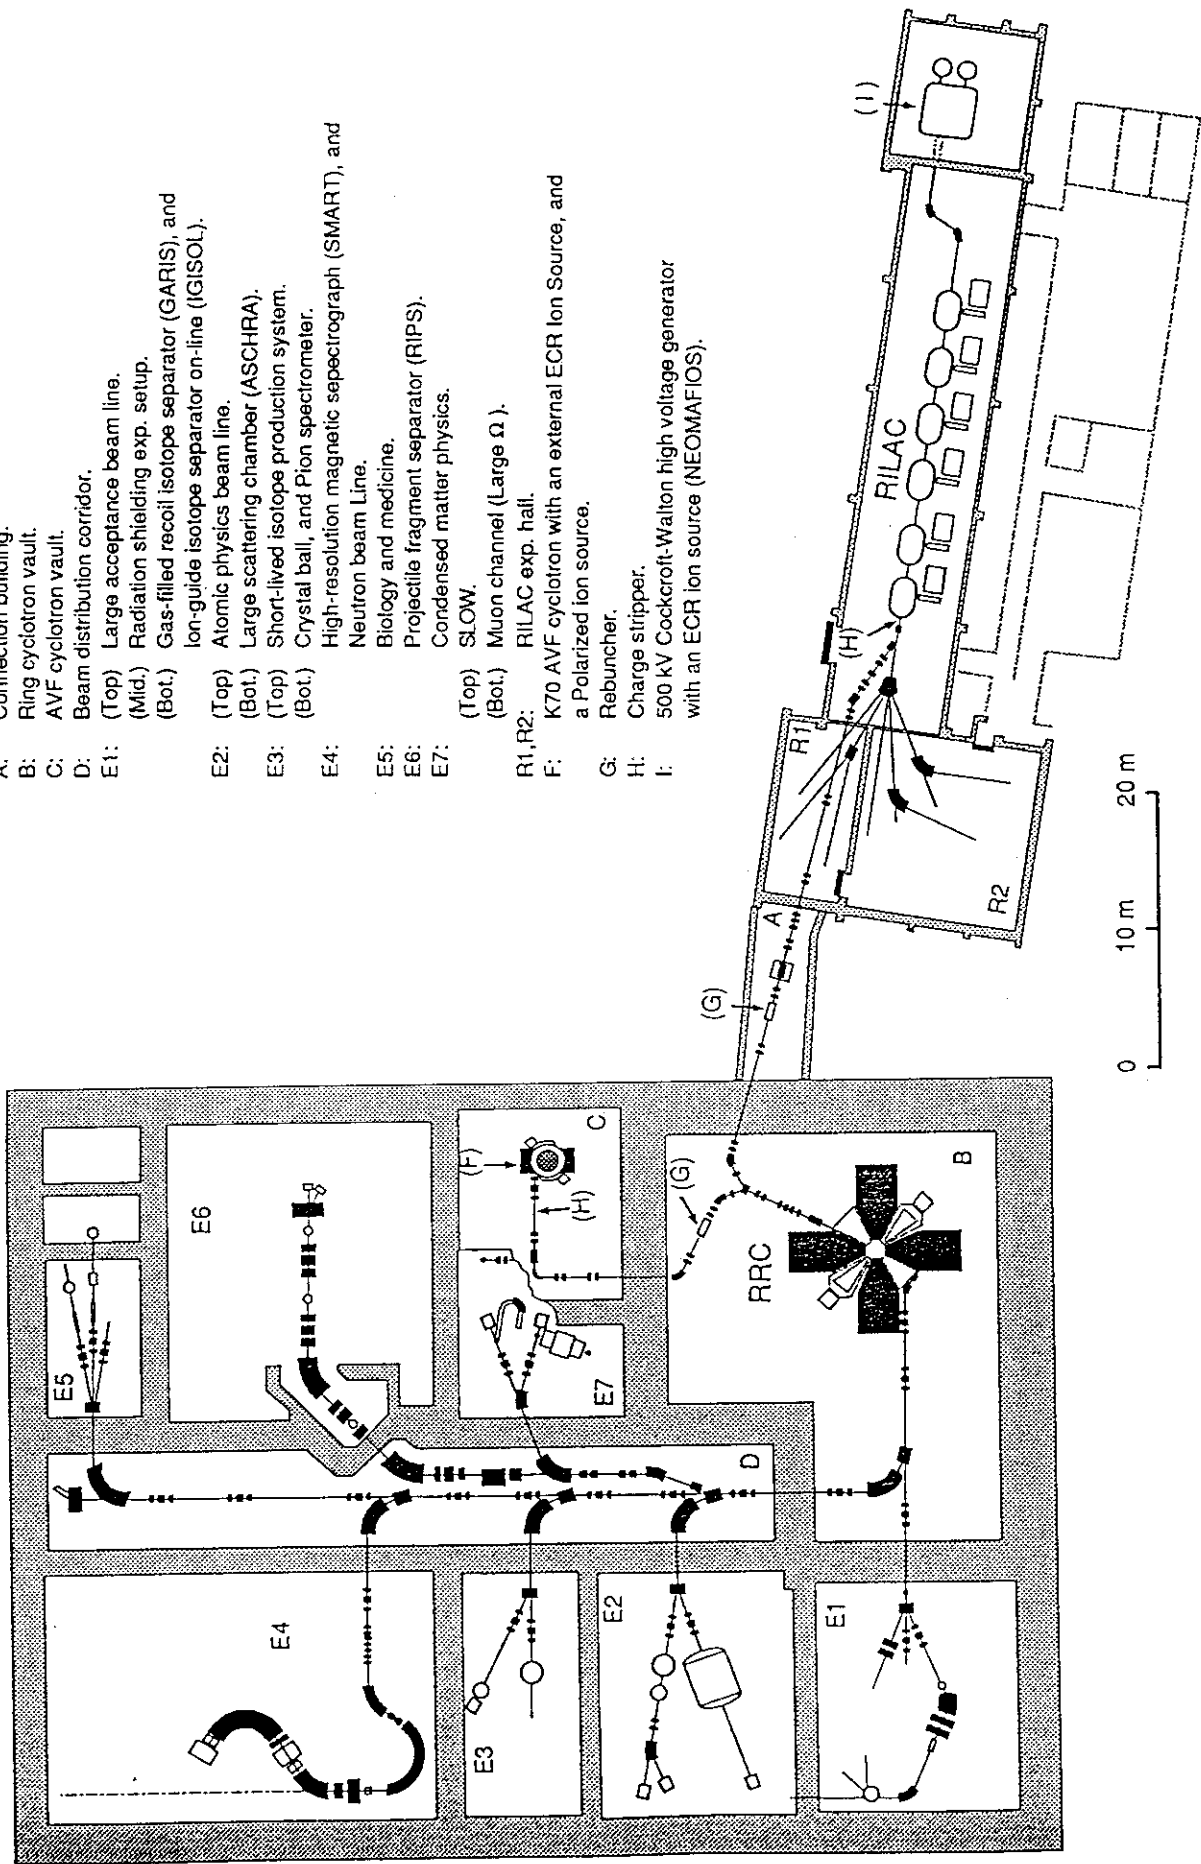 A: Connection building.
B: Ring cyclotron vault.
C: AVF cyclotron vault.
D: Beam distribution corridor.
E1: (Top) Large acceptance beam line.
(Mid.) Radiation shielding exp. setup.
(Bot.) Gas-filled recoil isotope separator (GARIS), and
Ion-guide isotope separator on-line (IGISOL).
E2: (Top) Atomic physics beam line.
(Bot.) Large scattering chamber (ASCHRA).
E3: (Top) Short-lived isotope production system.
(Bot.) Crystal ball, and Pion spectrometer.
E4: High-resolution magnetic sepectrograph (SMART), and
Neutron beam Line.
E5: Biology and medicine.
E6: Projectile fragment separator (RIPS).
E7: Condensed matter physics.
(Top) SLOW.
(Bot.) Muon channel (Large Ω ).
R1,R2: RILAC exp. hall.
F: K70 AVF cyclotron with an external ECR Ion Source, and
a Polarized ion source.
G: Rebuncher.
H: Charge stripper.
I: 500 kV Cockcroft-Walton high voltage generator
with an ECR ion source (NEOMAFIOS).
E5
E6
(F)
C
(H)
E7
(G)
B
RRC
D
E4
E3
E2
E1
(G)
A
R1
R2
(H)
RILAC
(I)
0
10 m
20 m